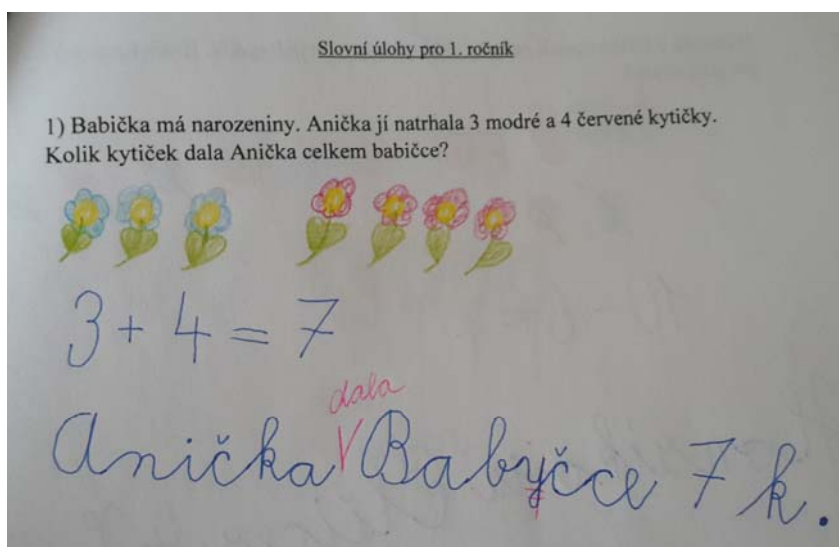 Slovní úlohy pro 1. ročník
1) Babička má narozeniny. Anička jí natrhala 3 modré a 4 červené kytičky.
Kolik kytiček dala Anička celkem babičce?
3 + 4 = 7
dala
Anička Babyčce 7 k.